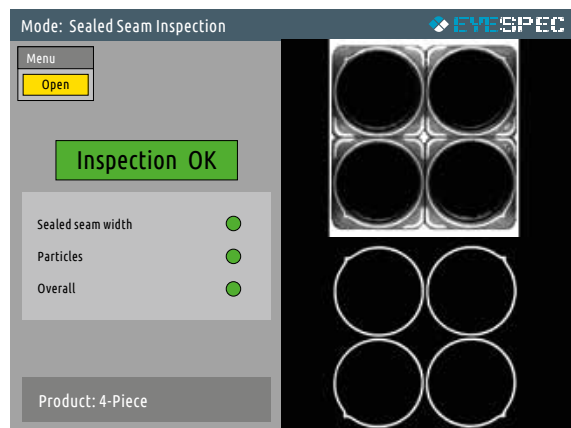 Mode: Sealed Seam Inspection
EYESPEC
Menu
Open
Inspection OK
Sealed seam width
Particles
Overall
Product: 4-Piece